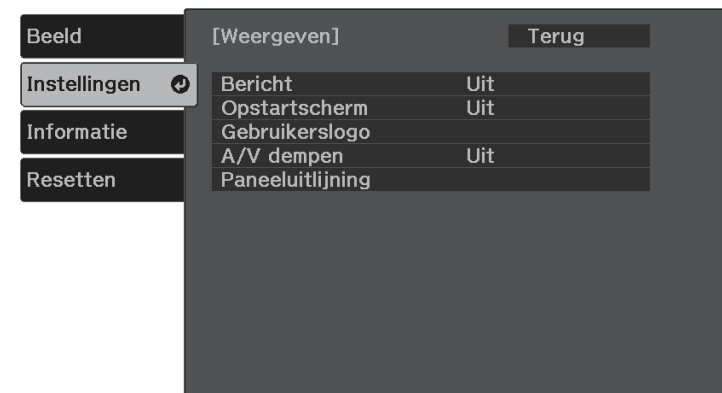 Beeld
Instellingen
Informatie
Resetten
[Weergeven] Terug
Bericht Uit
Opstartscherm Uit
Gebruikerslogo
A/V dempen Uit
Paneeluitlijning